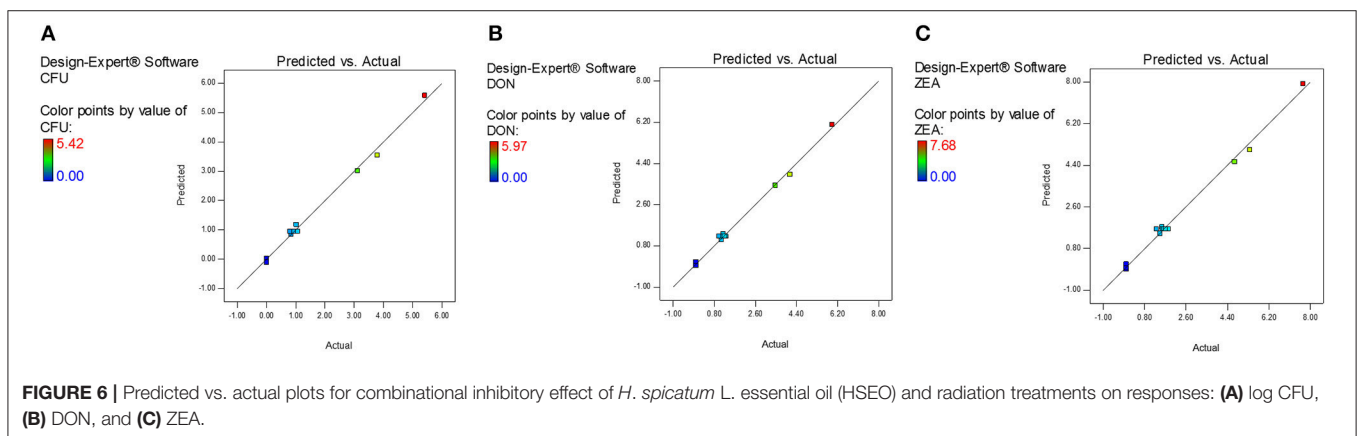 A
Design-Expert® Software
CFU
Color points by value of
CFU:
5.42
0.00
Predicted vs. Actual
Predicted
6.00
5.00
4.00
3.00
2.00
1.00
0.00
-1.00
-1.00 0.00 1.00 2.00 3.00 4.00 5.00 6.00
Actual
B
Design-Expert® Software
DON
Color points by value of
DON:
5.97
0.00
Predicted vs. Actual
Predicted
8.00
6.20
4.40
2.60
0.80
-1.00
-1.00 0.80 2.60 4.40 6.20 8.00
Actual
C
Design-Expert® Software
ZEA
Color points by value of
ZEA:
7.68
0.00
Predicted vs. Actual
Predicted
8.00
6.20
4.40
2.60
0.80
-1.00
-1.00 0.80 2.60 4.40 6.20 8.00
Actual
FIGURE 6 | Predicted vs. actual plots for combinational inhibitory effect of H. spicatum L. essential oil (HSEO) and radiation treatments on responses: (A) log CFU,
(B) DON, and (C) ZEA.